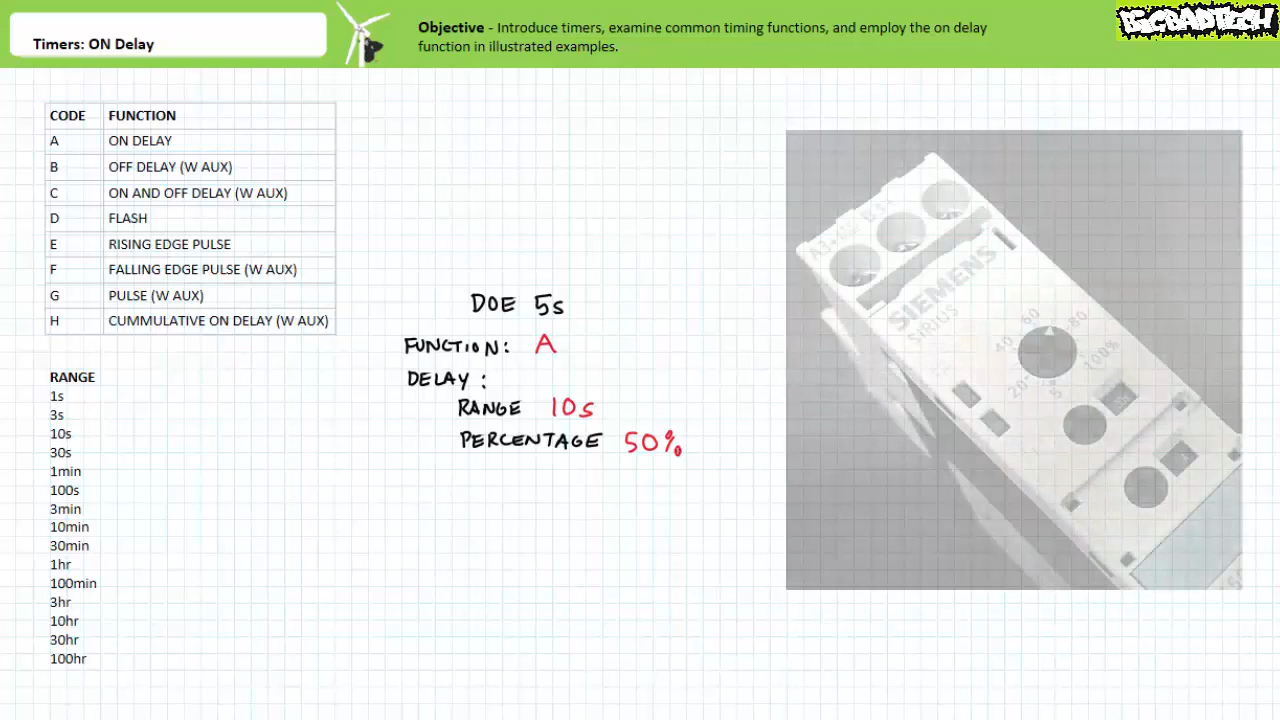 Timers: ON Delay
Objective - Introduce timers, examine common timing functions, and employ the on delay
function in illustrated examples.
BIGBADTECH
CODE FUNCTION
A ON DELAY
B OFF DELAY (W AUX)
C ON AND OFF DELAY (W AUX)
D FLASH
E RISING EDGE PULSE
F FALLING EDGE PULSE (W AUX)
G PULSE (W AUX)
H CUMMULATIVE ON DELAY (W AUX)
RANGE
1s
3s
10s
30s
1min
100s
3min
10min
30min
1hr
100min
3hr
10hr
30hr
100hr
DOE 5s
FUNCTION: A
DELAY:
RANGE 10s
PERCENTAGE 50%
SIEMENS
SIRIUS
20
40
60
80
100%
5